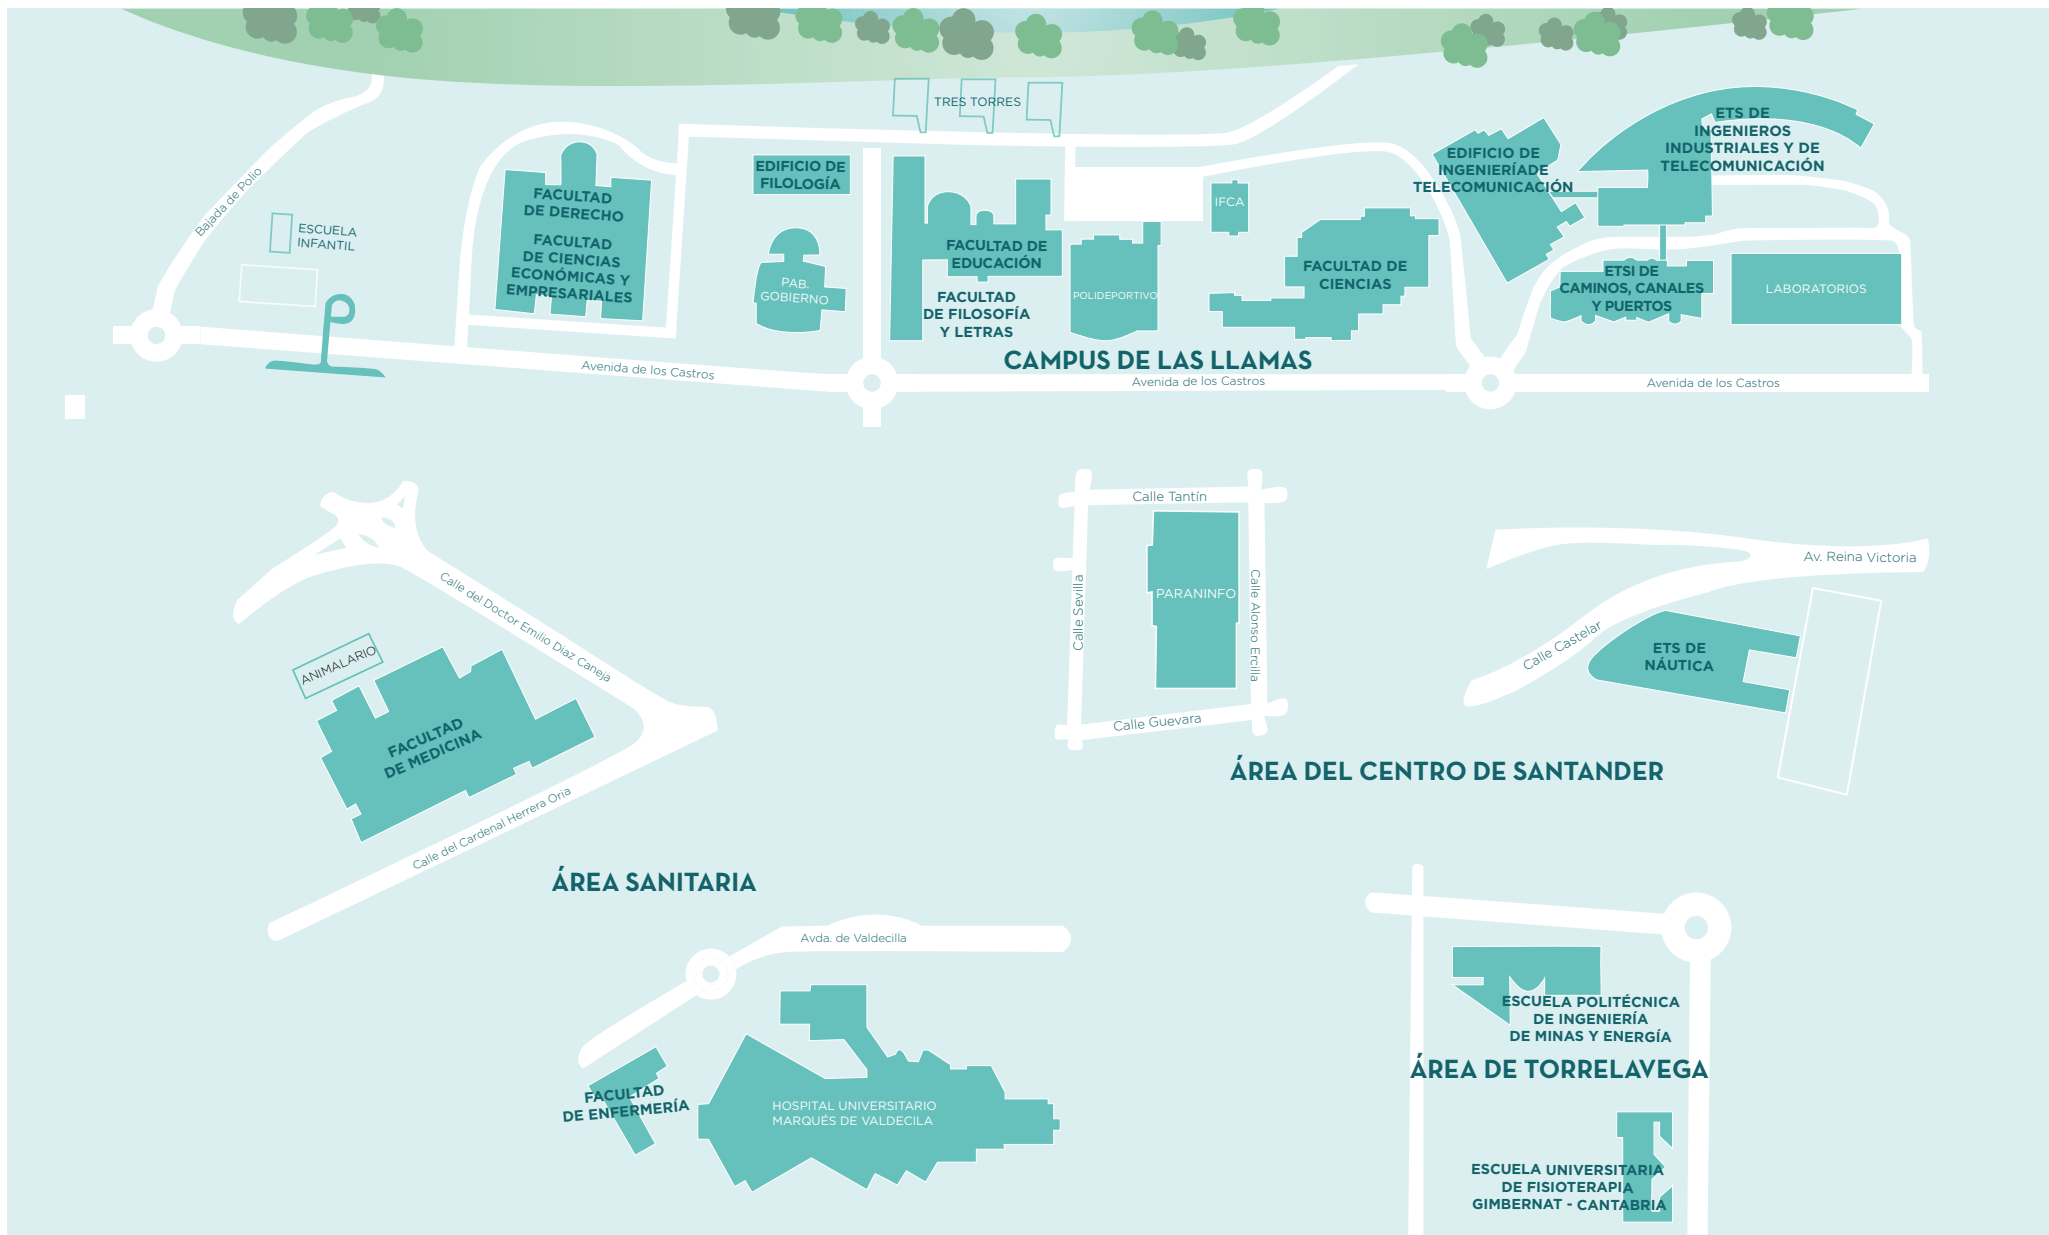 TRES TORRES
Bajada de Polio
ESCUELA
INFANTIL
FACULTAD
DE DERECHO
FACULTAD
DE CIENCIAS
ECONÓMICAS Y
EMPRESARIALES
EDIFICIO DE
FILOLOGÍA
PAB.
GOBIERNO
FACULTAD DE
EDUCACIÓN
FACULTAD
DE FILOSOFÍA
Y LETRAS
POLIDEPORTIVO
IFCA
FACULTAD DE
CIENCIAS
EDIFICIO DE
INGENIERÍADE
TELECOMUNICACIÓN
ETS DE
INGENIEROS
INDUSTRIALES Y DE
TELECOMUNICACIÓN
ETSI DE
CAMINOS, CANALES
Y PUERTOS
LABORATORIOS
CAMPUS DE LAS LLAMAS
Avenida de los Castros
Avenida de los Castros
Avenida de los Castros
Calle del Doctor Emilio Diaz Caneja
ANIMALARIO
FACULTAD
DE MEDICINA
Calle del Cardenal Herrera Oria
ÁREA SANITARIA
Calle Tantín
Calle Sevilla
PARANINFO
Calle Alonso Ercilla
Calle Guevara
Av. Reina Victoria
Calle Castelar
ETS DE
NÁUTICA
ÁREA DEL CENTRO DE SANTANDER
Avda. de Valdecilla
FACULTAD
DE ENFERMERÍA
HOSPITAL UNIVERSITARIO
MARQUÉS DE VALDECILA
ESCUELA POLITÉCNICA
DE INGENIERÍA
DE MINAS Y ENERGÍA
ÁREA DE TORRELAVEGA
ESCUELA UNIVERSITARIA
DE FISIOTERAPIA
GIMBERNAT - CANTABRIA